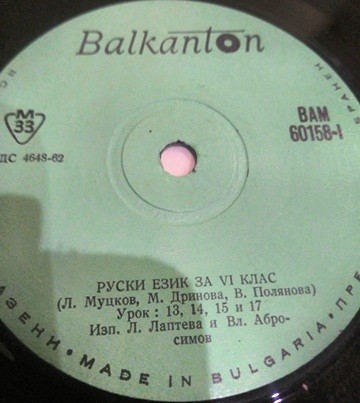 Balkanton
M
33
ДС 4648-62
ВАМ
60158-I
РУСКИ ЕЗИК ЗА VI КЛАС
(Л. Муцков, М. Дринова, В. Полянова)
Урок : 13, 14, 15 и 17
Изп. Л. Лаптева и Вл. Абро-
симов
• MADE IN BULGARIA •